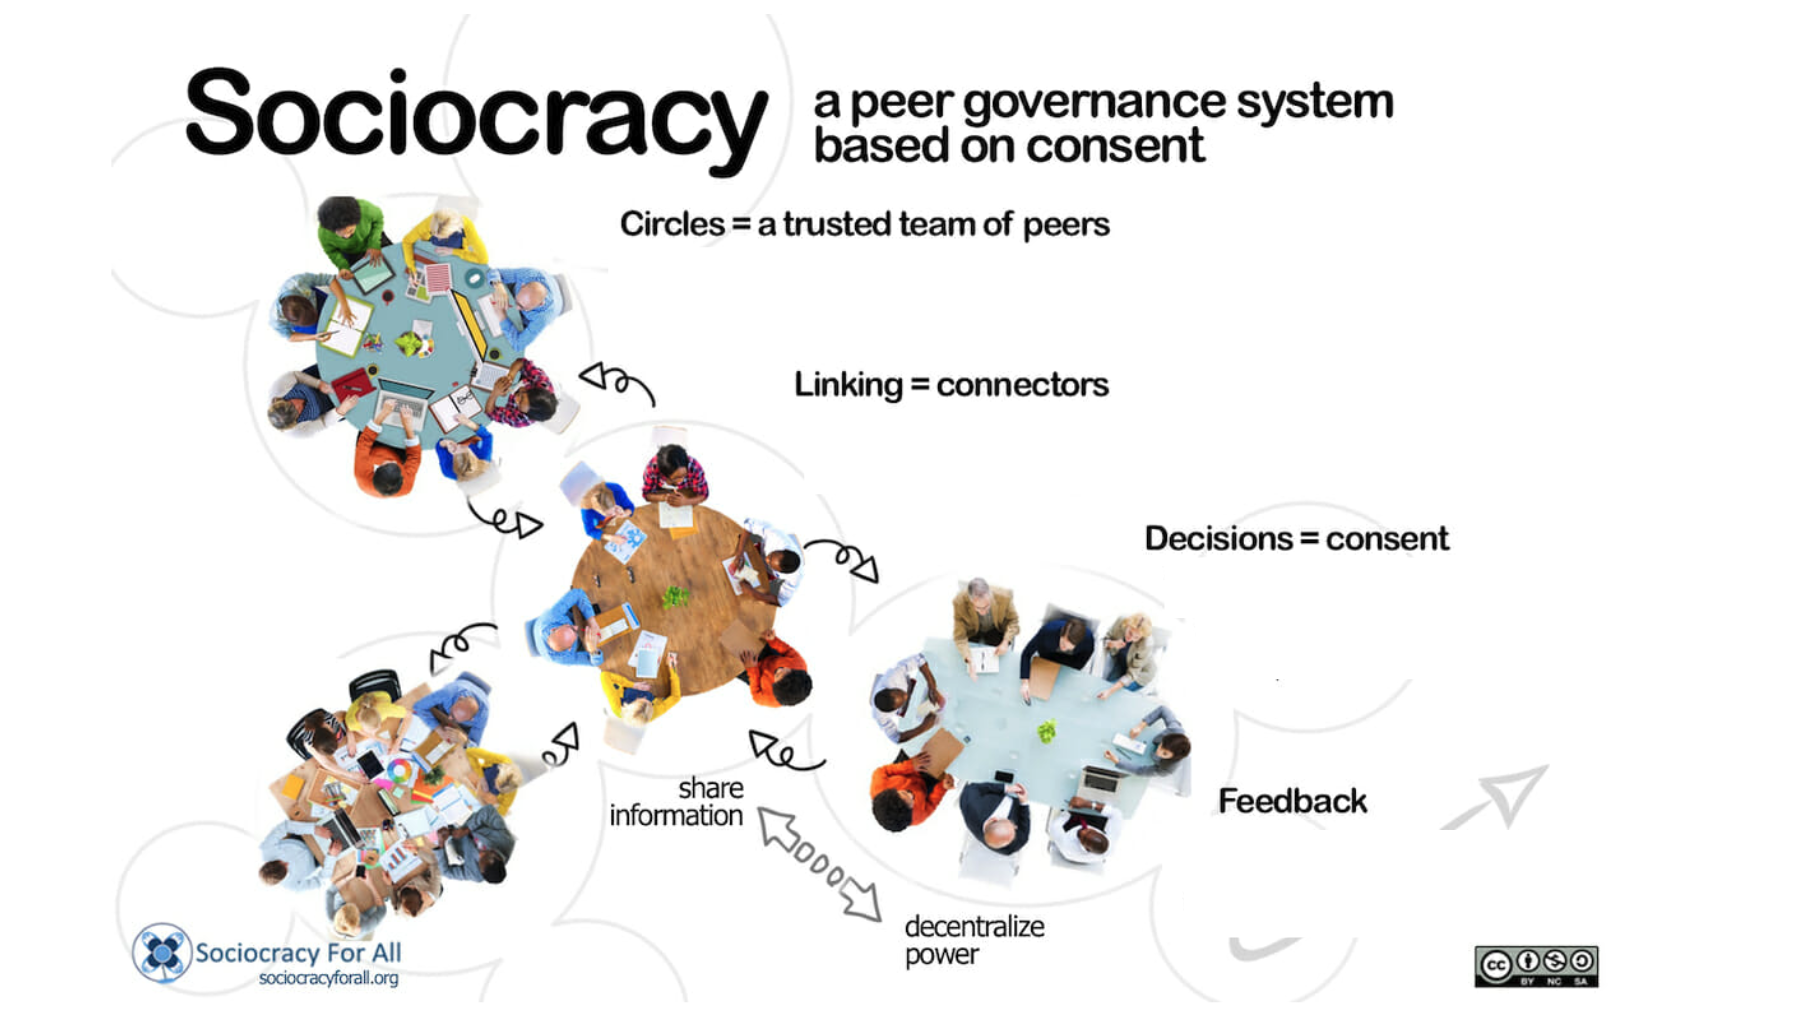 Sociocracy
a peer governance system
based on consent
Circles = a trusted team of peers
Linking = connectors
Decisions = consent
share
information
Feedback
decentralize
power
Sociocracy For All
sociocracyforall.org
cc
BY NC SA